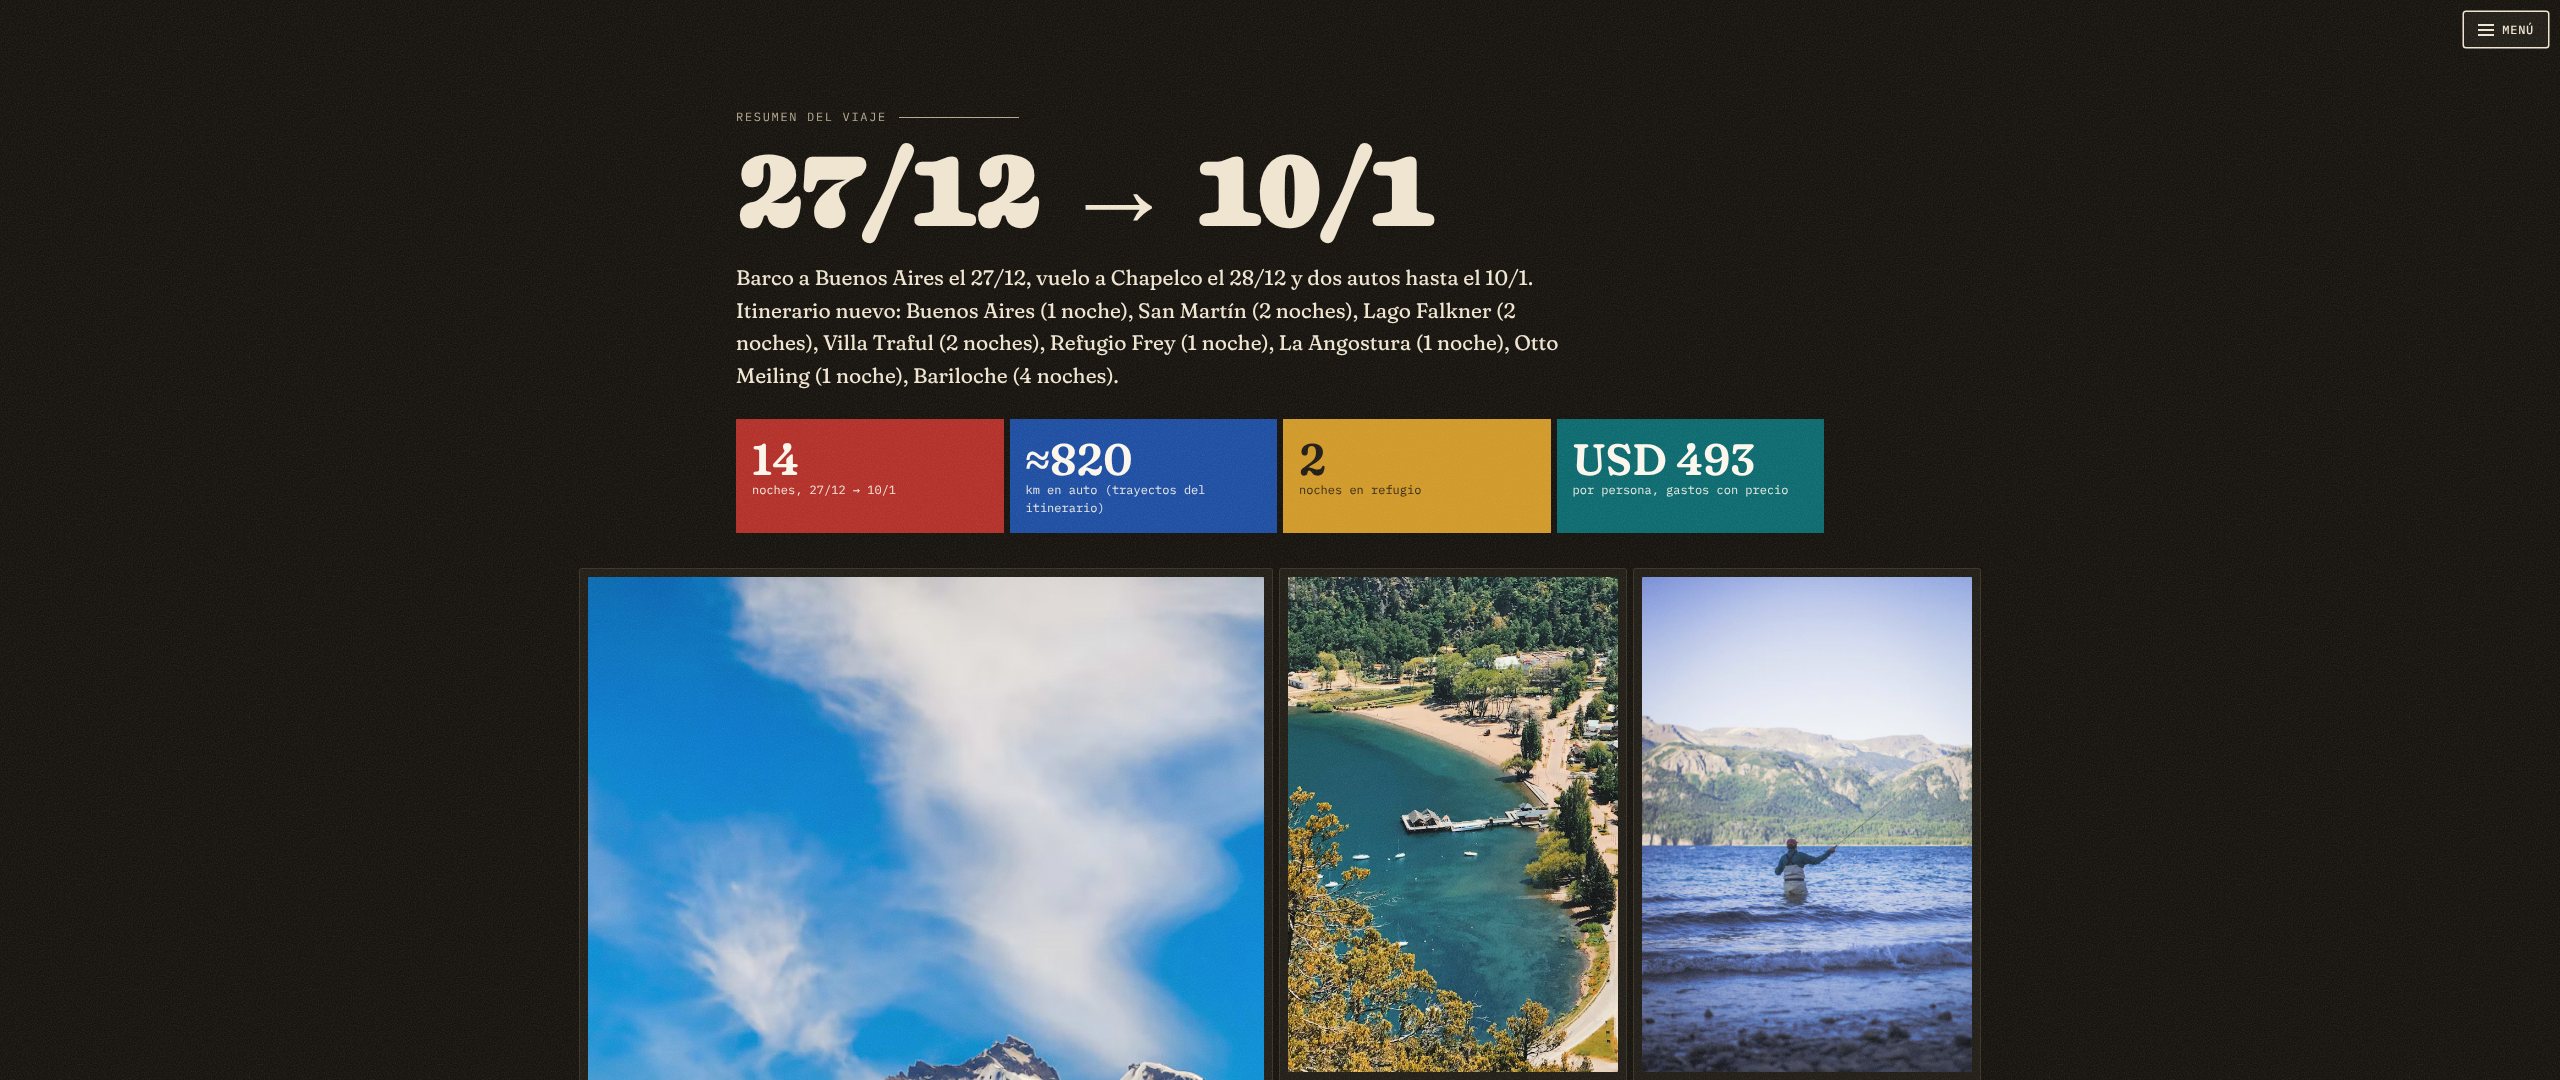 MENÚ
RESUMEN DEL VIAJE
27/12 → 10/1
Barco a Buenos Aires el 27/12, vuelo a Chapelco el 28/12 y dos autos hasta el 10/1.
Itinerario nuevo: Buenos Aires (1 noche), San Martín (2 noches), Lago Falkner (2
noches), Villa Traful (2 noches), Refugio Frey (1 noche), La Angostura (1 noche), Otto
Meiling (1 noche), Bariloche (4 noches).
14
noches, 27/12 → 10/1
≈820
km en auto (trayectos del
itinerario)
2
noches en refugio
USD 493
por persona, gastos con precio